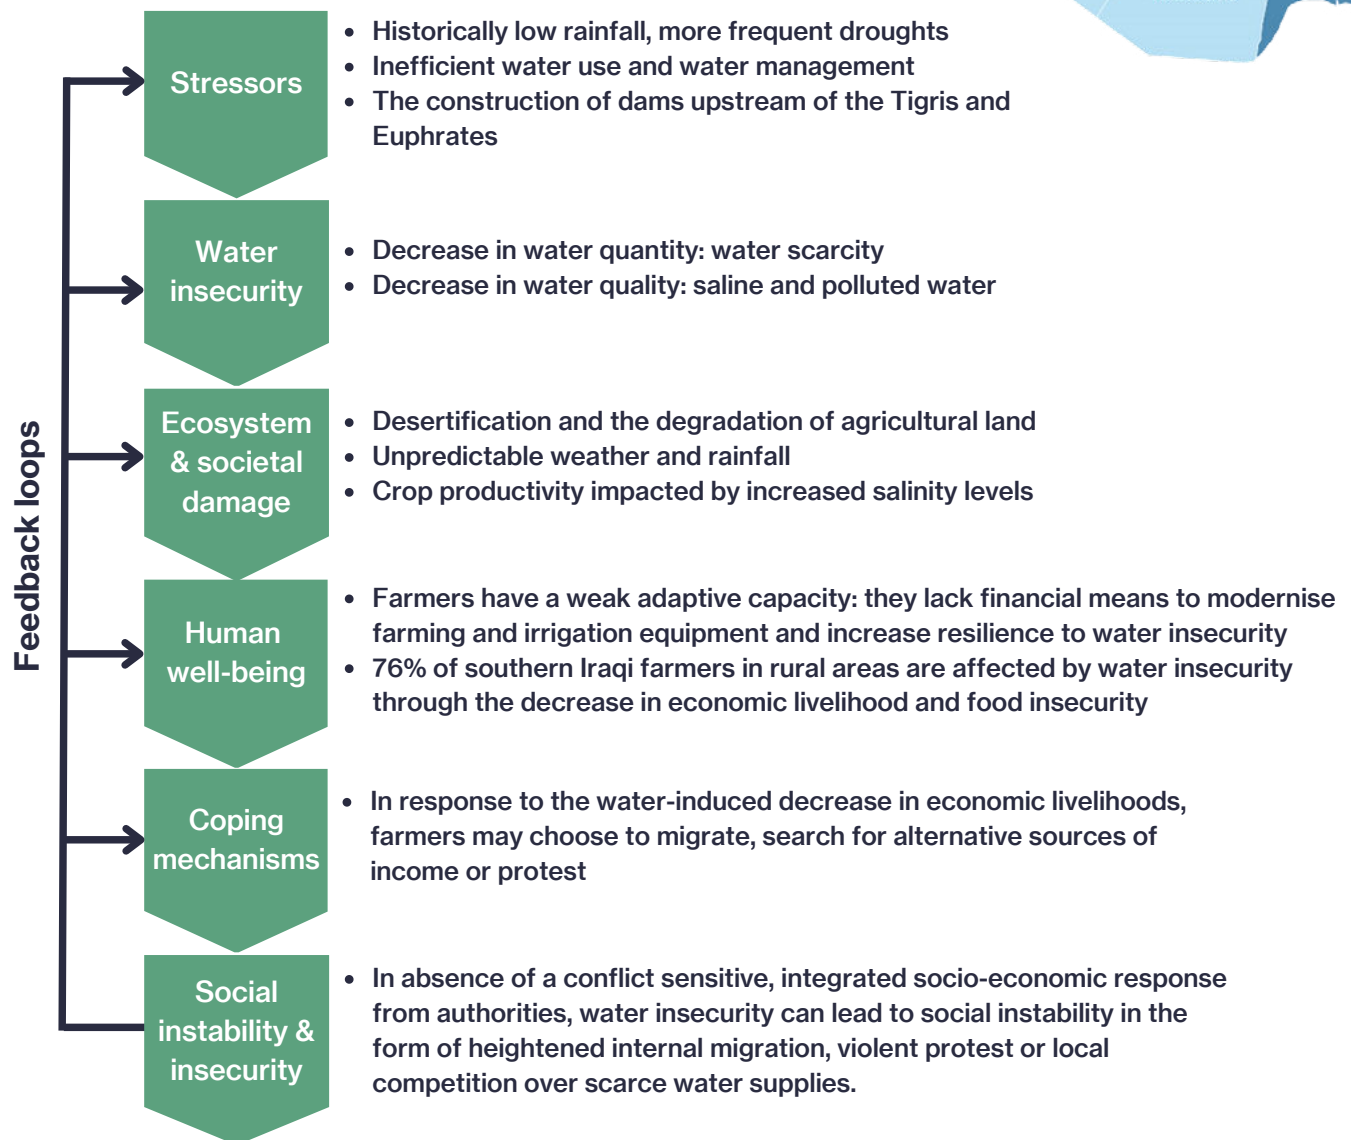 Feedback loops
Stressors
• Historically low rainfall, more frequent droughts
• Inefficient water use and water management
• The construction of dams upstream of the Tigris and
Euphrates
Water
insecurity
• Decrease in water quantity: water scarcity
• Decrease in water quality: saline and polluted water
Ecosystem
& societal
damage
• Desertification and the degradation of agricultural land
• Unpredictable weather and rainfall
• Crop productivity impacted by increased salinity levels
Human
well-being
• Farmers have a weak adaptive capacity: they lack financial means to modernise
farming and irrigation equipment and increase resilience to water insecurity
• 76% of southern Iraqi farmers in rural areas are affected by water insecurity
through the decrease in economic livelihood and food insecurity
Coping
mechanisms
• In response to the water-induced decrease in economic livelihoods,
farmers may choose to migrate, search for alternative sources of
income or protest
Social
instability &
insecurity
• In absence of a conflict sensitive, integrated socio-economic response
from authorities, water insecurity can lead to social instability in the
form of heightened internal migration, violent protest or local
competition over scarce water supplies.